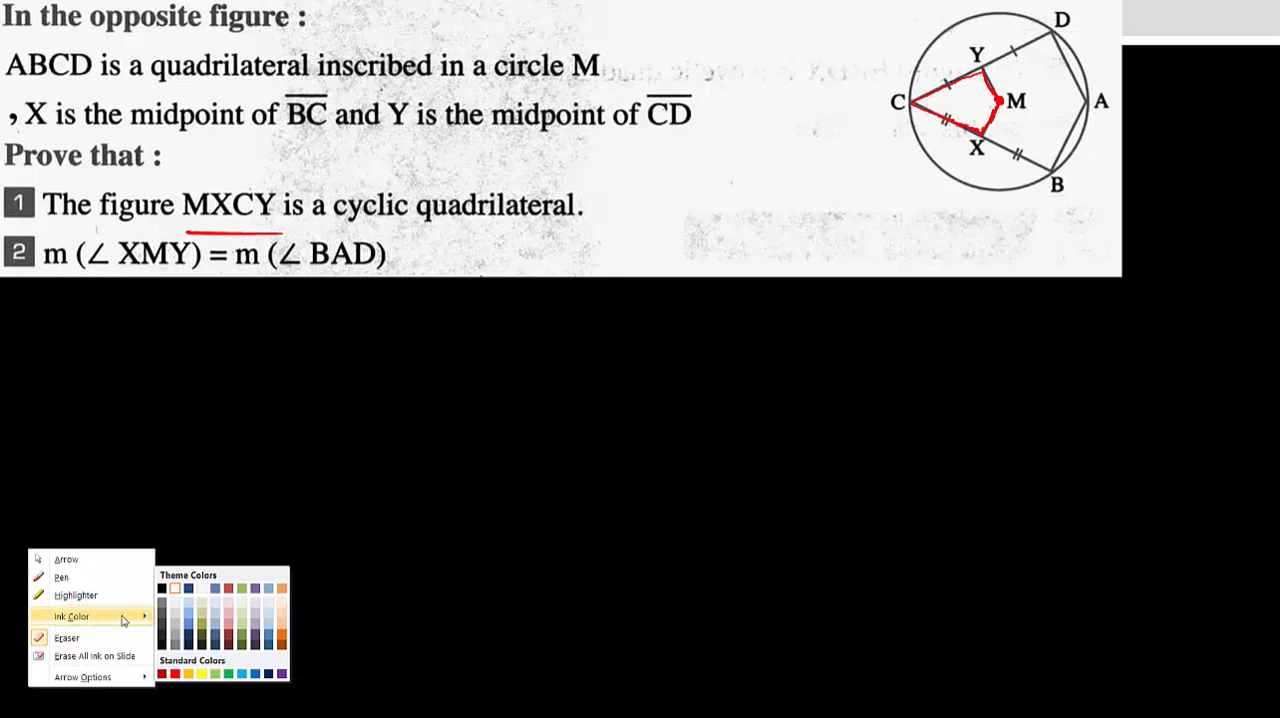 In the opposite figure :
ABCD is a quadrilateral inscribed in a circle M
, X is the midpoint of BC and Y is the midpoint of CD
Prove that :
1 The figure MXCY is a cyclic quadrilateral.
2 m (∠ XMY) = m (∠ BAD)
D
Y
C
M
A
X
B
Arrow
Pen
Highlighter
Ink Color
Eraser
Erase All Ink on Slide
Arrow Options
Theme Colors
Standard Colors